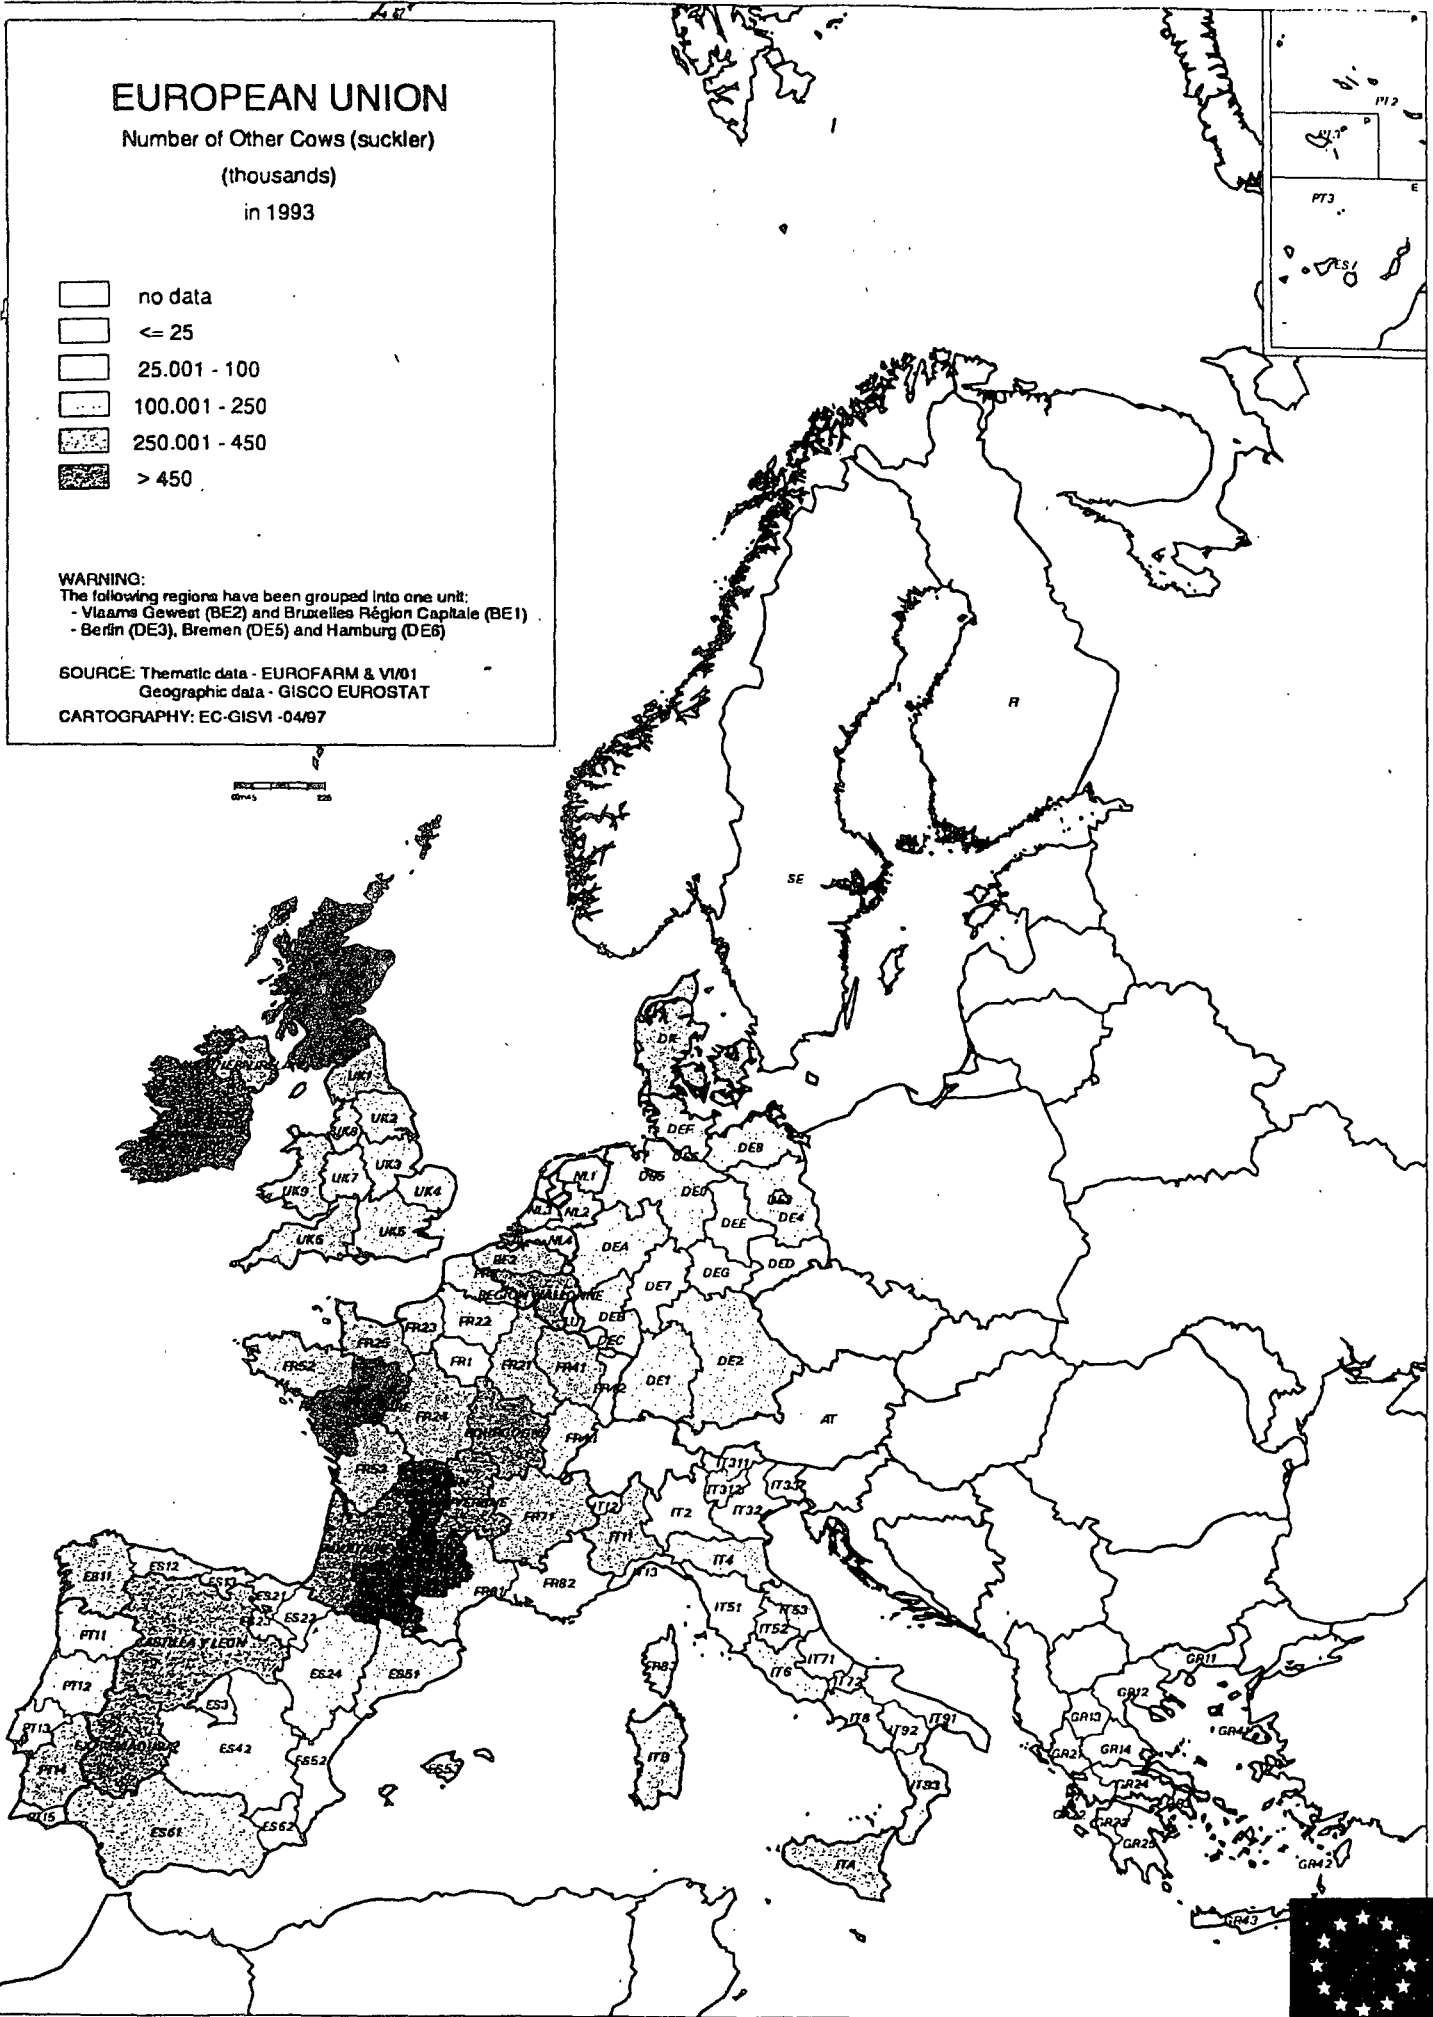 EUROPEAN UNION
Number of Other Cows (suckler)
(thousands)
in 1993
no data
<= 25
25.001 - 100
100.001 - 250
250.001 - 450
> 450
WARNING:
The following regions have been grouped into one unit:
- Vlaams Gewest (BE2) and Bruxelles Région Capitale (BE1)
- Berlin (DE3), Bremen (DE5) and Hamburg (DE6)
SOURCE: Thematic data - EUROFARM & VI/01
Geographic data - GISCO EUROSTAT
CARTOGRAPHY: EC-GISVI -04/97
PT2
P
E
PT3
ES7
FI
SE
DK
UK1
UK2
UK8
UK3
UK7
UK9
UK4
UK5
UK6
DEF
DE8
NL1
NL2
NL3
NL4
DE9
DE3
DE4
DEE
DEA
BE2
REGION WALLONNE
LU
DE7
DEG
DED
DEB
DEC
DE1
DE2
FR22
FR23
FR25
FR1
FR21
FR41
FR42
FR52
FR24
BOURGOGNE
FR43
FR53
AUVERGNE
FR71
AQUITAINE
FR81
FR82
FR83
AT
IT311
IT312
IT33
IT32
IT2
IT12
IT11
IT13
IT4
IT51
IT53
IT52
IT6
IT71
IT72
IT8
IT92
IT91
IT93
ITA
ITB
ES11
ES12
ES13
ES21
ES22
ES23
CASTILLA Y LEON
ES24
ES51
ES3
ES42
EXTREMADURA
ES52
ES53
ES61
ES62
PT11
PT12
PT13
PT14
PT15
GR11
GR12
GR13
GR14
GR41
GR21
GR24
GR22
GR23
GR25
GR3
GR42
GR43